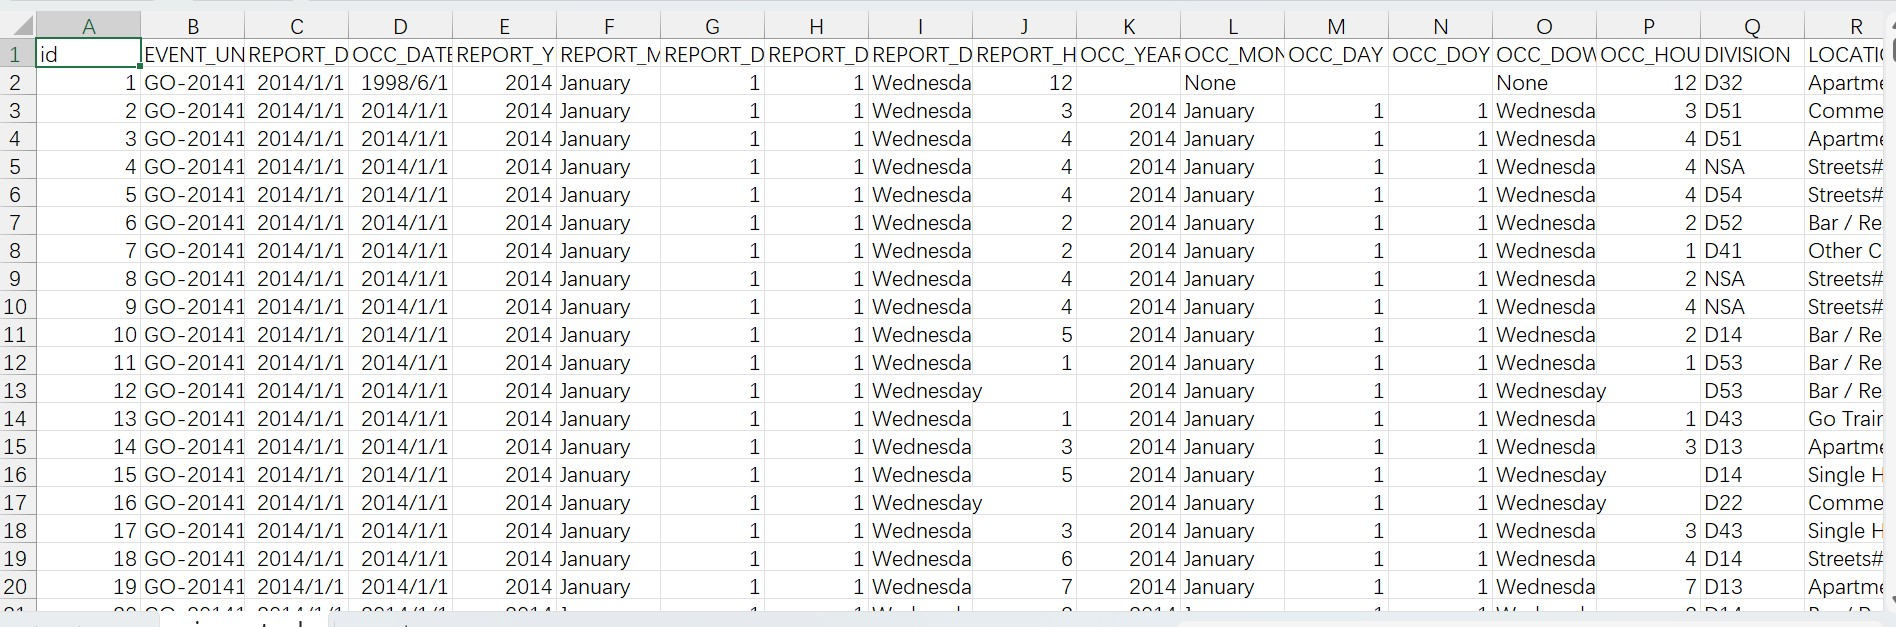 A B C D E F G H I J K L M N O P Q R
1 id EVENT_UN REPORT_D OCC_DATE REPORT_Y REPORT_M REPORT_D REPORT_D REPORT_D REPORT_H OCC_YEAR OCC_MON OCC_DAY OCC_DOY OCC_DOW OCC_HOU DIVISION LOCATIO
2 1 GO-20141 2014/1/1 1998/6/1 2014 January 1 1 Wednesda 12 None None 12 D32 Apartme
3 2 GO-20141 2014/1/1 2014/1/1 2014 January 1 1 Wednesda 3 2014 January 1 1 Wednesda 3 D51 Comme
4 3 GO-20141 2014/1/1 2014/1/1 2014 January 1 1 Wednesda 4 2014 January 1 1 Wednesda 4 D51 Apartme
5 4 GO-20141 2014/1/1 2014/1/1 2014 January 1 1 Wednesda 4 2014 January 1 1 Wednesda 4 NSA Streets#
6 5 GO-20141 2014/1/1 2014/1/1 2014 January 1 1 Wednesda 4 2014 January 1 1 Wednesda 4 D54 Streets#
7 6 GO-20141 2014/1/1 2014/1/1 2014 January 1 1 Wednesda 2 2014 January 1 1 Wednesda 2 D52 Bar / Re
8 7 GO-20141 2014/1/1 2014/1/1 2014 January 1 1 Wednesda 2 2014 January 1 1 Wednesda 1 D41 Other C
9 8 GO-20141 2014/1/1 2014/1/1 2014 January 1 1 Wednesda 4 2014 January 1 1 Wednesda 2 NSA Streets#
10 9 GO-20141 2014/1/1 2014/1/1 2014 January 1 1 Wednesda 4 2014 January 1 1 Wednesda 4 NSA Streets#
11 10 GO-20141 2014/1/1 2014/1/1 2014 January 1 1 Wednesda 5 2014 January 1 1 Wednesda 2 D14 Bar / Re
12 11 GO-20141 2014/1/1 2014/1/1 2014 January 1 1 Wednesda 1 2014 January 1 1 Wednesda 1 D53 Bar / Re
13 12 GO-20141 2014/1/1 2014/1/1 2014 January 1 1 Wednesday 2014 January 1 1 Wednesday D53 Bar / Re
14 13 GO-20141 2014/1/1 2014/1/1 2014 January 1 1 Wednesda 1 2014 January 1 1 Wednesda 1 D43 Go Train
15 14 GO-20141 2014/1/1 2014/1/1 2014 January 1 1 Wednesda 3 2014 January 1 1 Wednesda 3 D13 Apartme
16 15 GO-20141 2014/1/1 2014/1/1 2014 January 1 1 Wednesda 5 2014 January 1 1 Wednesday D14 Single H
17 16 GO-20141 2014/1/1 2014/1/1 2014 January 1 1 Wednesday 2014 January 1 1 Wednesday D22 Comme
18 17 GO-20141 2014/1/1 2014/1/1 2014 January 1 1 Wednesda 3 2014 January 1 1 Wednesda 3 D43 Single H
19 18 GO-20141 2014/1/1 2014/1/1 2014 January 1 1 Wednesda 6 2014 January 1 1 Wednesda 4 D14 Streets#
20 19 GO-20141 2014/1/1 2014/1/1 2014 January 1 1 Wednesda 7 2014 January 1 1 Wednesda 7 D13 Apartme